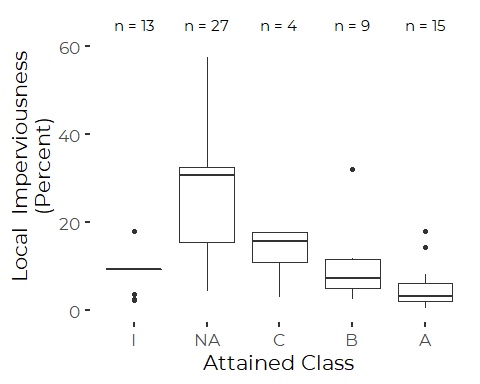 n = 13 n = 27 n = 4 n = 9 n = 15
60
40
20
0
Local Imperviousness
(Percent)
I NA C B A
Attained Class